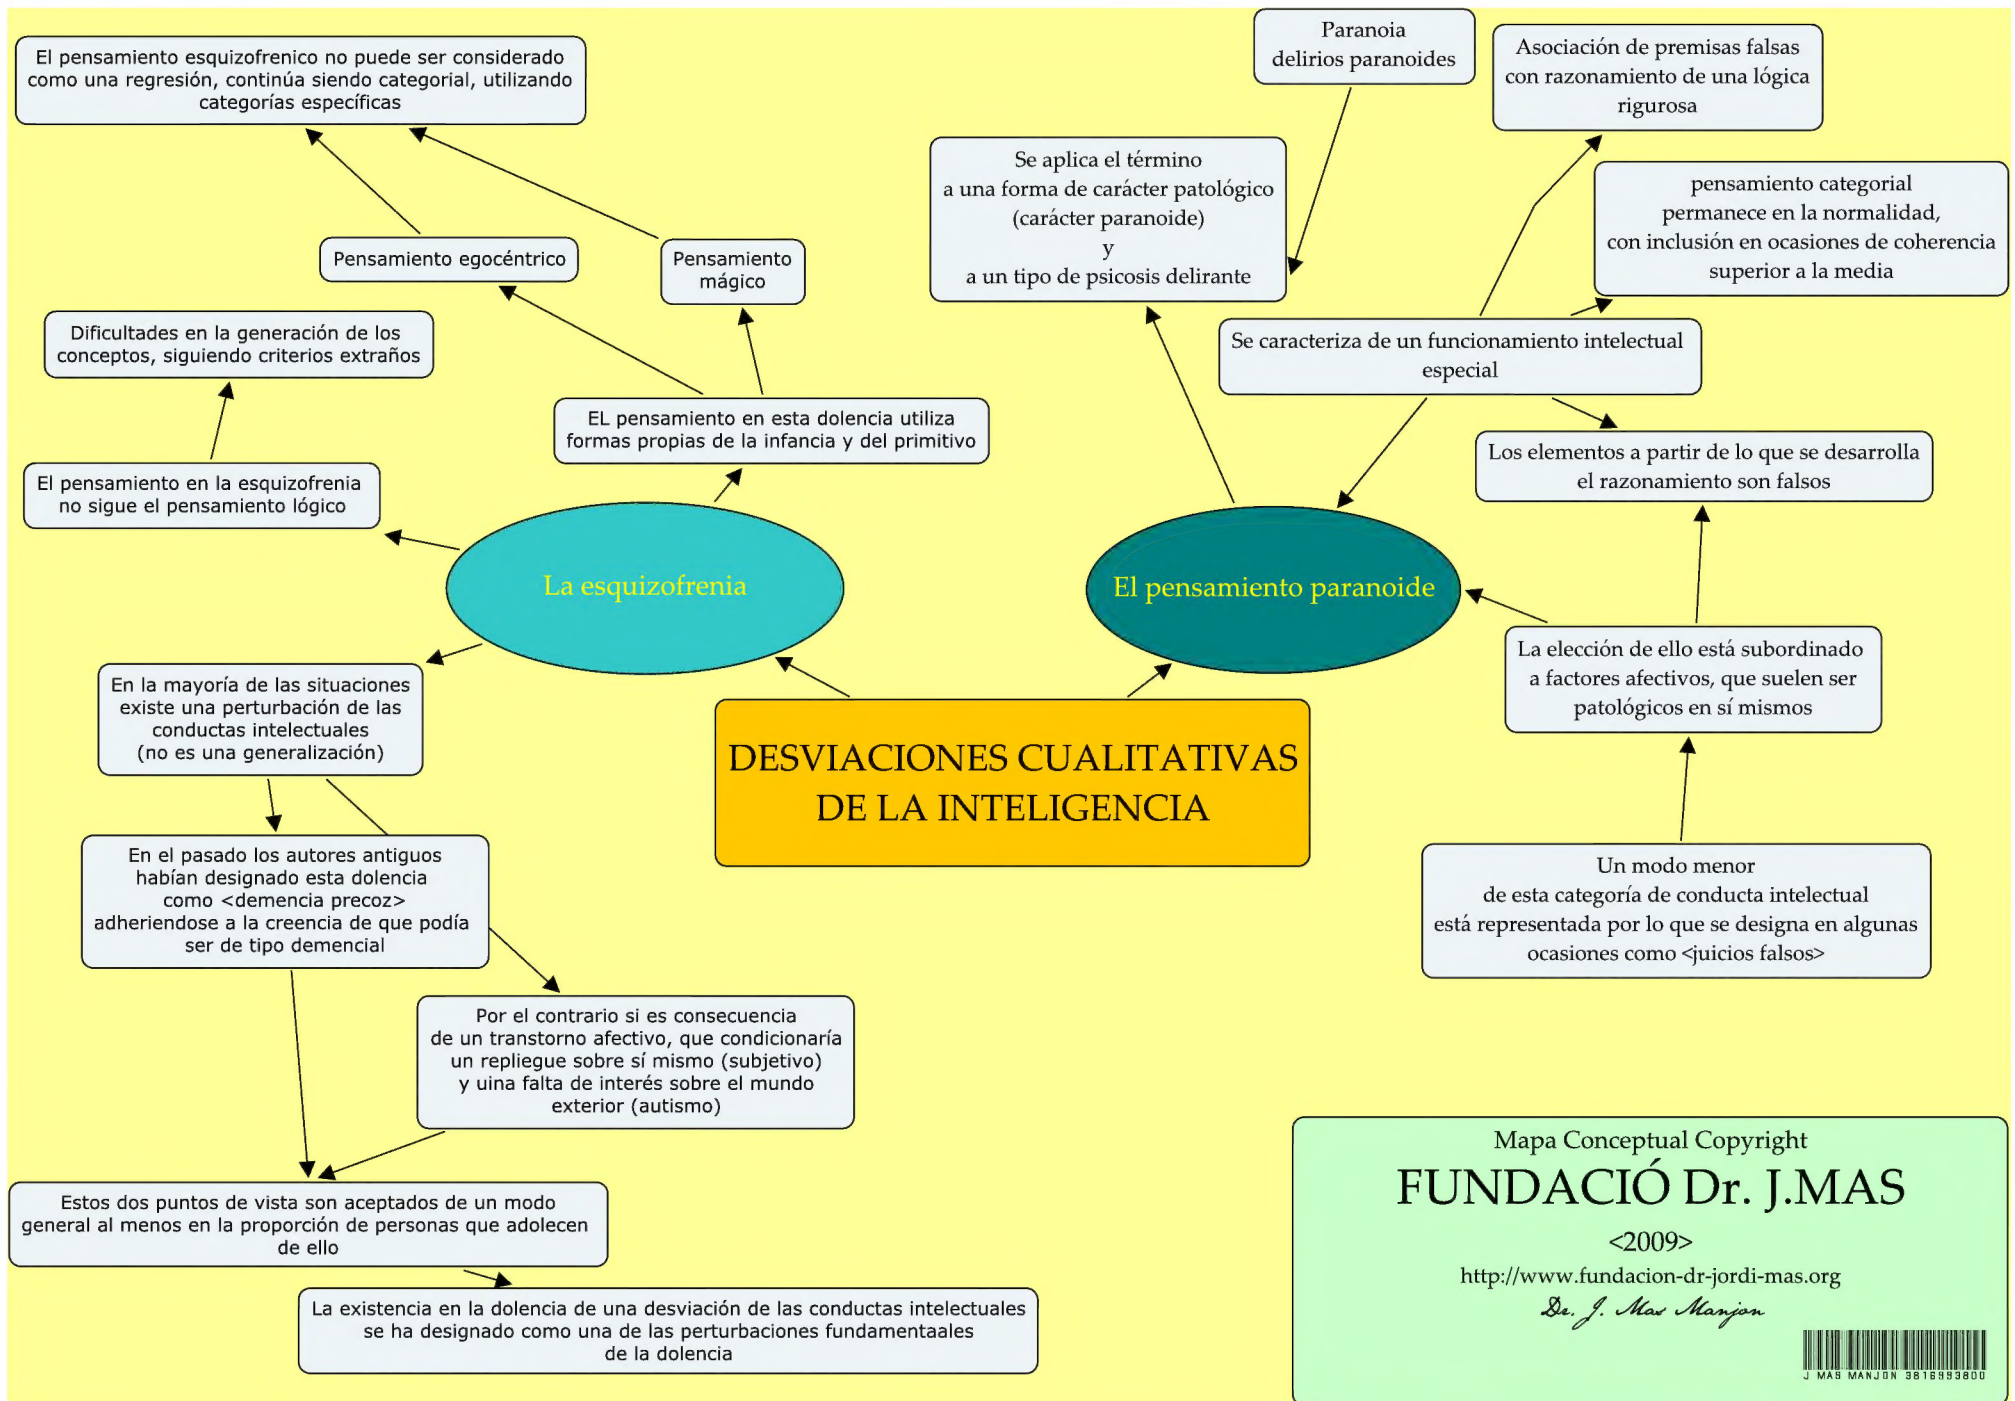 El pensamiento esquizofrenico no puede ser considerado
como una regresión, continúa siendo categorial, utilizando
categorías específicas
Paranoia
delirios paranoides
Asociación de premisas falsas
con razonamiento de una lógica
rigurosa
Se aplica el término
a una forma de carácter patológico
(carácter paranoide)
y
a un tipo de psicosis delirante
pensamiento categorial
permanece en la normalidad,
con inclusión en ocasiones de coherencia
superior a la media
Pensamiento egocéntrico
Pensamiento
mágico
Dificultades en la generación de los
conceptos, siguiendo criterios extraños
Se caracteriza de un funcionamiento intelectual
especial
EL pensamiento en esta dolencia utiliza
formas propias de la infancia y del primitivo
Los elementos a partir de lo que se desarrolla
el razonamiento son falsos
El pensamiento en la esquizofrenia
no sigue el pensamiento lógico
La esquizofrenia
El pensamiento paranoide
La elección de ello está subordinado
a factores afectivos, que suelen ser
patológicos en sí mismos
En la mayoría de las situaciones
existe una perturbación de las
conductas intelectuales
(no es una generalización)
DESVIACIONES CUALITATIVAS
DE LA INTELIGENCIA
En el pasado los autores antiguos
habían designado esta dolencia
como <demencia precoz>
adheriendose a la creencia de que podía
ser de tipo demencial
Un modo menor
de esta categoría de conducta intelectual
está representada por lo que se designa en algunas
ocasiones como <juicios falsos>
Por el contrario si es consecuencia
de un transtorno afectivo, que condicionaría
un repliegue sobre sí mismo (subjetivo)
y uina falta de interés sobre el mundo
exterior (autismo)
Estos dos puntos de vista son aceptados de un modo
general al menos en la proporción de personas que adolecen
de ello
La existencia en la dolencia de una desviación de las conductas intelectuales
se ha designado como una de las perturbaciones fundamentaales
de la dolencia
Mapa Conceptual Copyright
FUNDACIÓ Dr. J.MAS
<2009>
http://www.fundacion-dr-jordi-mas.org
Dr. J. Mas Manjon
J MAS MANJON 3816993800